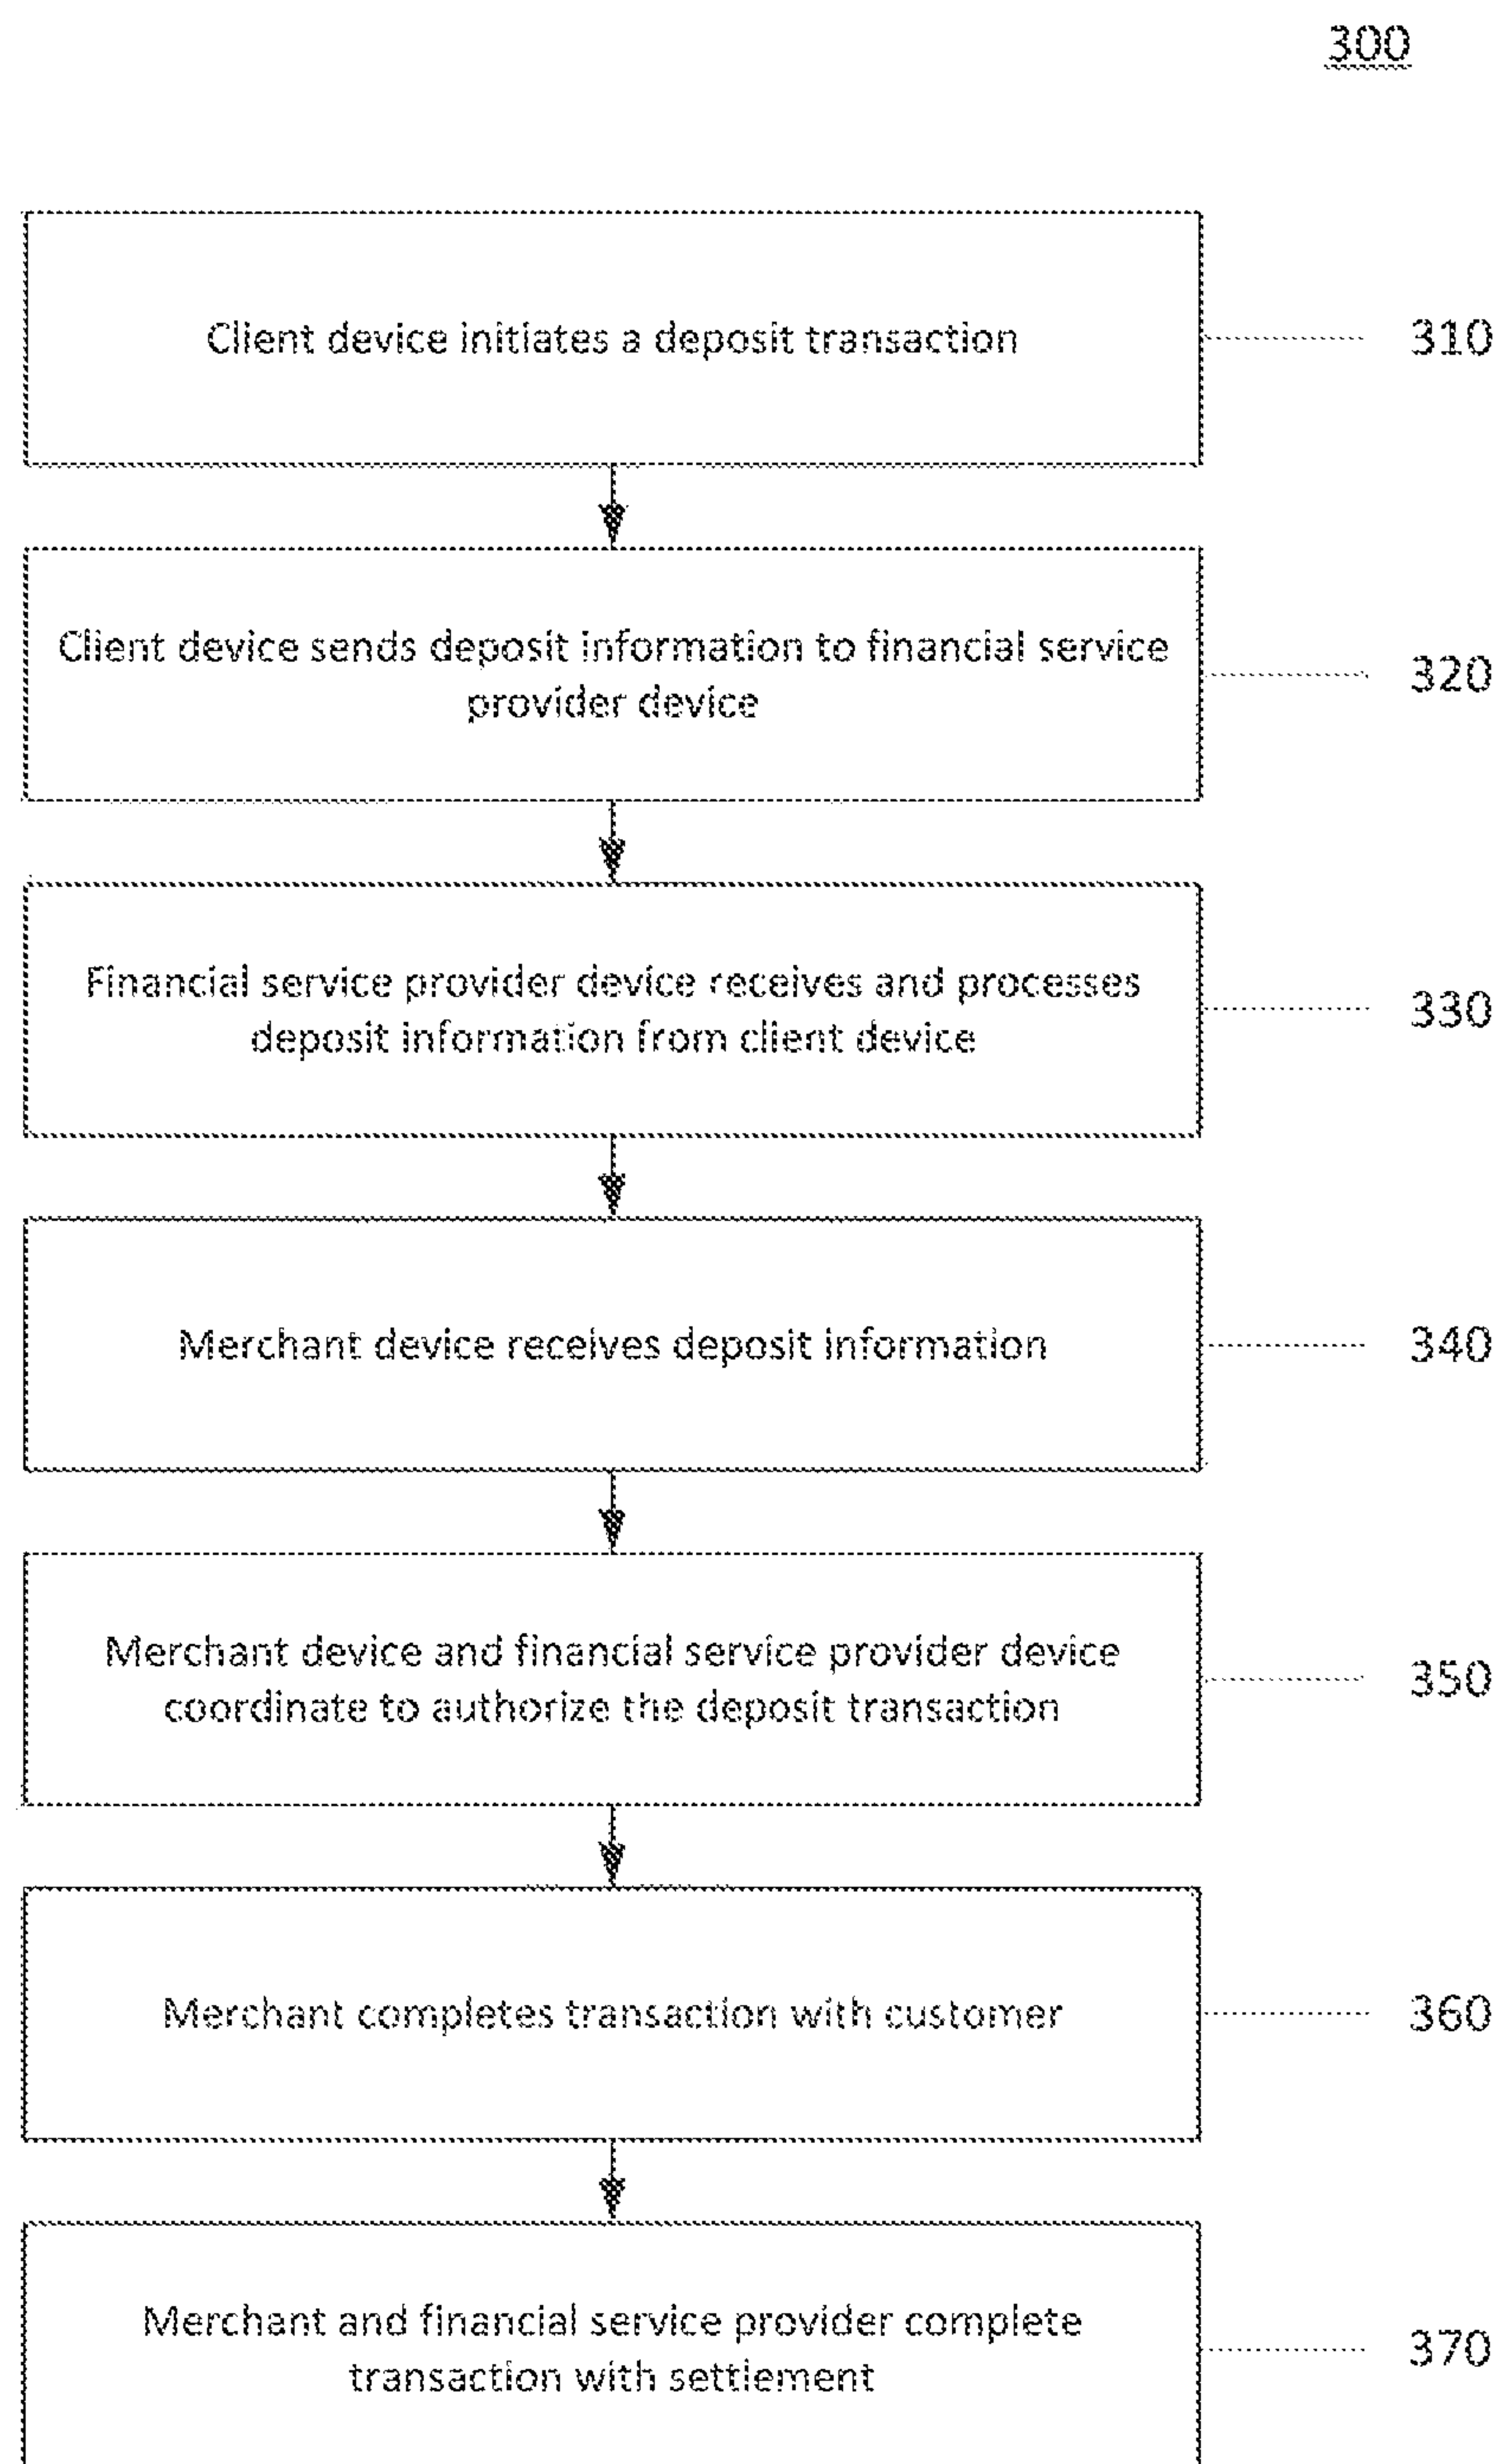 300
Client device initiates a deposit transaction
310
Client device sends deposit information to financial service
provider device
320
Financial service provider device receives and processes
deposit information from client device
330
Merchant device receives deposit information
340
Merchant device and financial service provider device
coordinate to authorize the deposit transaction
350
Merchant completes transaction with customer
360
Merchant and financial service provider complete
transaction with settlement
370